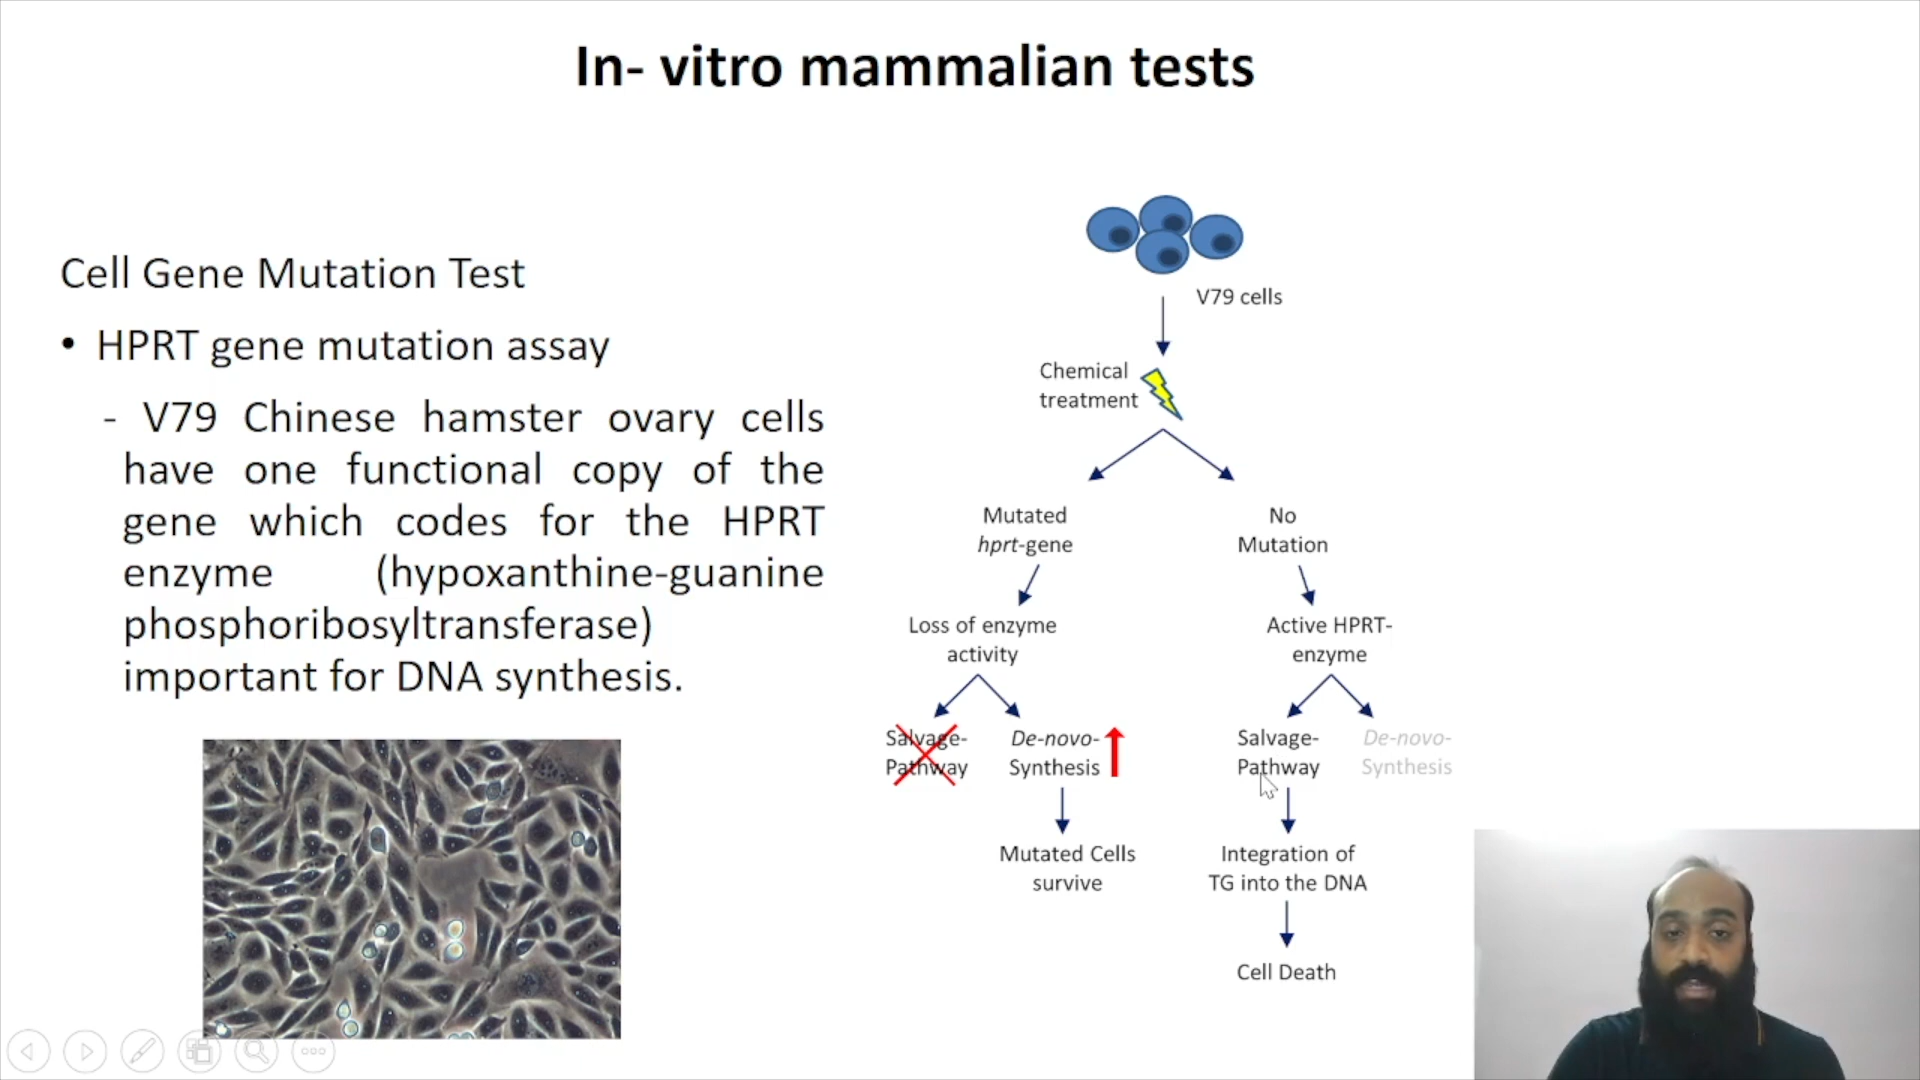 In- vitro mammalian tests
Cell Gene Mutation Test
• HPRT gene mutation assay
- V79 Chinese hamster ovary cells
have one functional copy of the
gene which codes for the HPRT
enzyme (hypoxanthine-guanine
phosphoribosyltransferase)
important for DNA synthesis.
V79 cells
Chemical
treatment
Mutated
hprt-gene
No
Mutation
Loss of enzyme
activity
Active HPRT-
enzyme
Salvage-
Pathway
De-novo-
Synthesis
Salvage-
Pathway
De-novo-
Synthesis
Mutated Cells
survive
Integration of
TG into the DNA
Cell Death